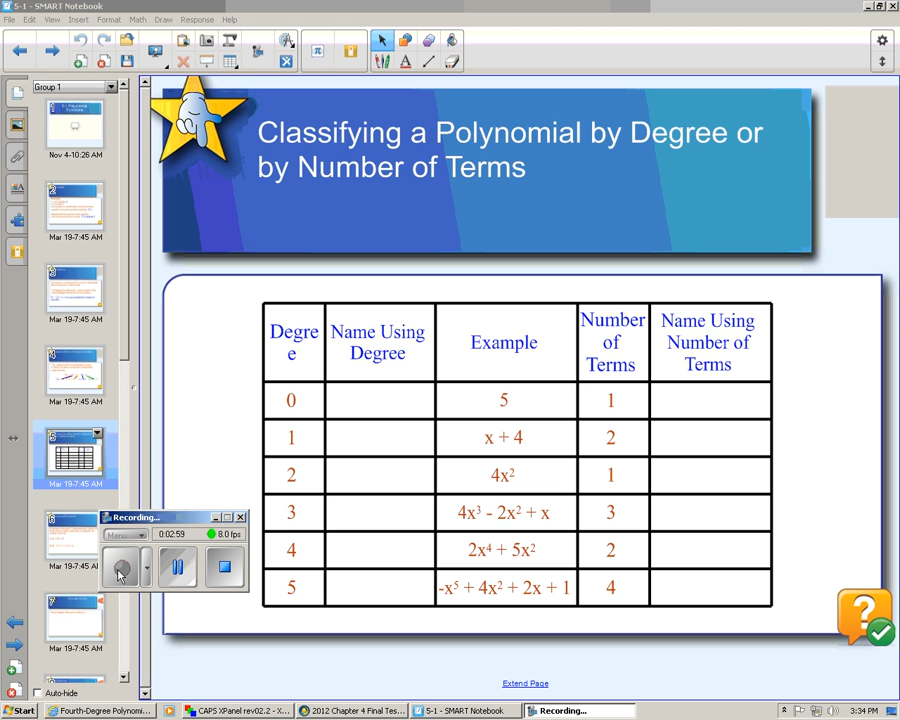 5-1 - SMART Notebook
File Edit View Insert Format Math Draw Response Help
Group 1
Nov 4-10:26 AM
Mar 19-7:45 AM
Mar 19-7:45 AM
Mar 19-7:45 AM
Mar 19-7:45 AM
Mar 19-7:45 AM
Mar 19-7:45 AM
Auto-hide
Classifying a Polynomial by Degree or
by Number of Terms
Degre
e
Name Using
Degree
Example
Number
of
Terms
Name Using
Number of
Terms
0 5 1
1 x + 4 2
2 4x² 1
3 4x³ - 2x² + x 3
4 2x⁴ + 5x² 2
5 -x⁵ + 4x² + 2x + 1 4
Recording...
Menu 0:02:59 8.0 fps
Extend Page
Start Fourth-Degree Polynomi... CAPS XPanel rev02.2 - X... 2012 Chapter 4 Final Tes... 5-1 - SMART Notebook Recording... 3:34 PM